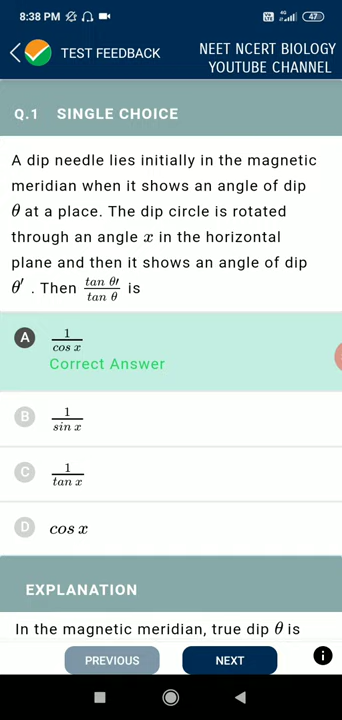 8:38 PM
4G
47
TEST FEEDBACK
NEET NCERT BIOLOGY
YOUTUBE CHANNEL
Q.1 SINGLE CHOICE
A dip needle lies initially in the magnetic
meridian when it shows an angle of dip
θ at a place. The dip circle is rotated
through an angle x in the horizontal
plane and then it shows an angle of dip
θ′ . Then tan θ′ / tan θ is
A 1 / cos x
Correct Answer
B 1 / sin x
C 1 / tan x
D cos x
EXPLANATION
In the magnetic meridian, true dip θ is
PREVIOUS NEXT